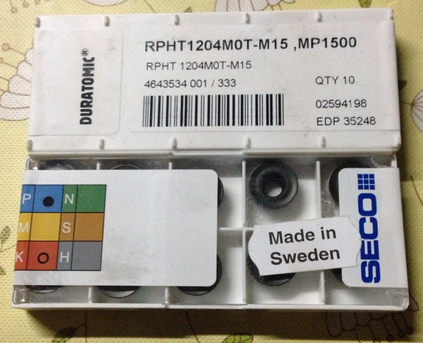 DURATOMIC®
RPHT1204M0T-M15 ,MP1500
RPHT 1204M0T-M15
4643534 001 / 333
QTY 10
02594198
EDP 35248
P N
M S
K H
Made in
Sweden
SECO